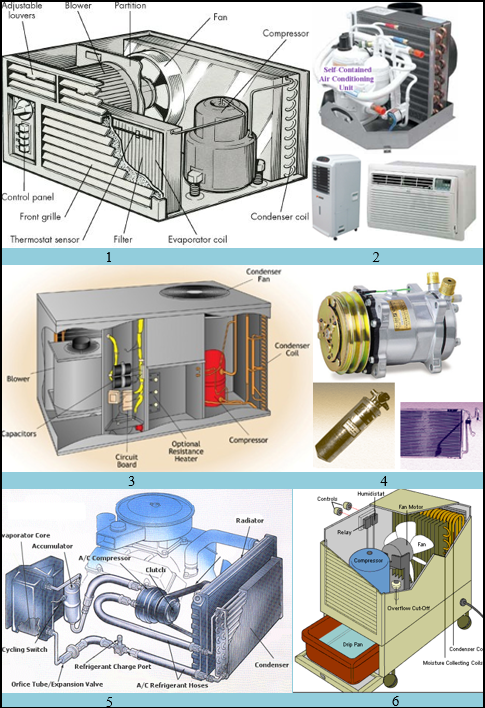 Adjustable
louvers
Blower
Partition
Fan
Compressor
Control panel
Front grille
Thermostat sensor
Filter
Evaporator coil
Condenser coil
1
Self-Contained
Air Conditioning
Unit
2
Condenser
Fan
Blower
Condenser
Coil
Capacitors
Circuit
Board
Optional
Resistance
Heater
Compressor
3
4
Evaporator Core
Accumulator
A/C Compressor
Clutch
Radiator
Cycling Switch
Refrigerant Charge Port
Condenser
Orfice Tube/Expansion Valve
A/C Refrigerant Hoses
5
Controls
Humidistat
Relay
Fan Motor
Fan
Compressor
Overflow Cut-Off
Drip Pan
Condenser Co
Moisture Collecting Coils
6